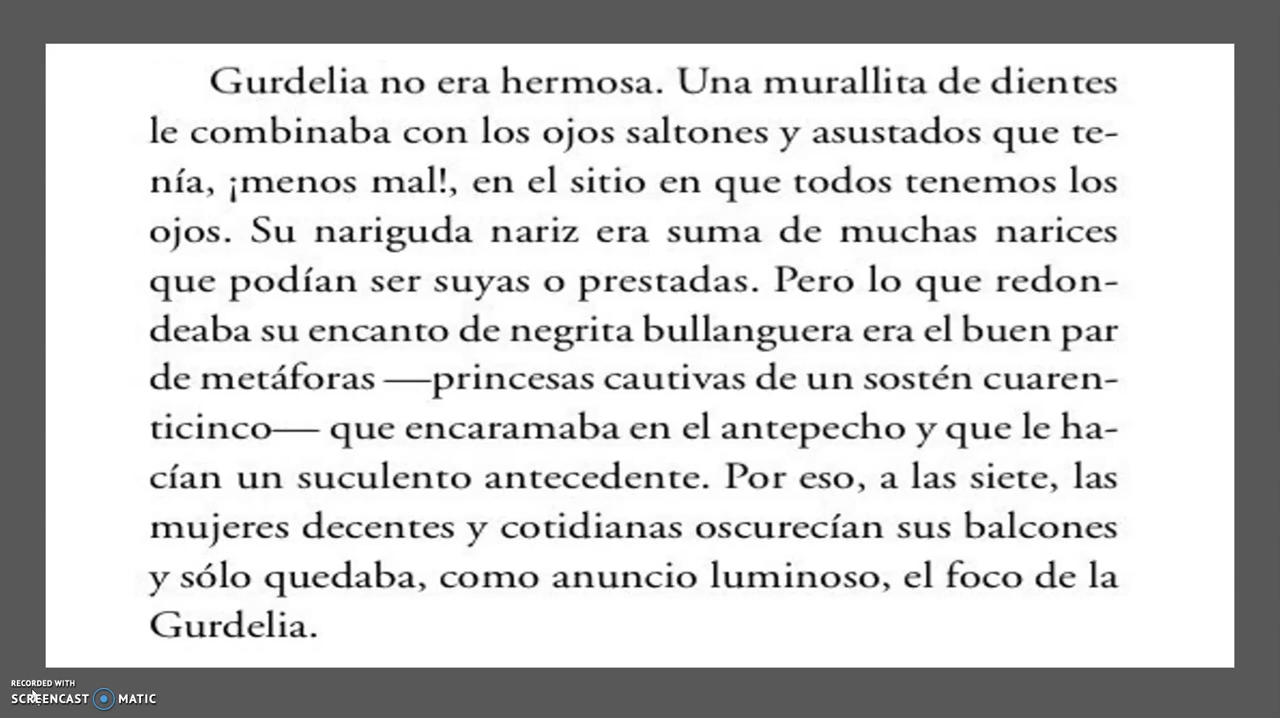 Gurdelia no era hermosa. Una murallita de dientes
le combinaba con los ojos saltones y asustados que te-
nía, ¡menos mal!, en el sitio en que todos tenemos los
ojos. Su nariguda nariz era suma de muchas narices
que podían ser suyas o prestadas. Pero lo que redon-
deaba su encanto de negrita bullanguera era el buen par
de metáforas —princesas cautivas de un sostén cuaren-
ticinco— que encaramaba en el antepecho y que le ha-
cían un suculento antecedente. Por eso, a las siete, las
mujeres decentes y cotidianas oscurecían sus balcones
y sólo quedaba, como anuncio luminoso, el foco de la
Gurdelia.
RECORDED WITH
SCREENCAST MATIC